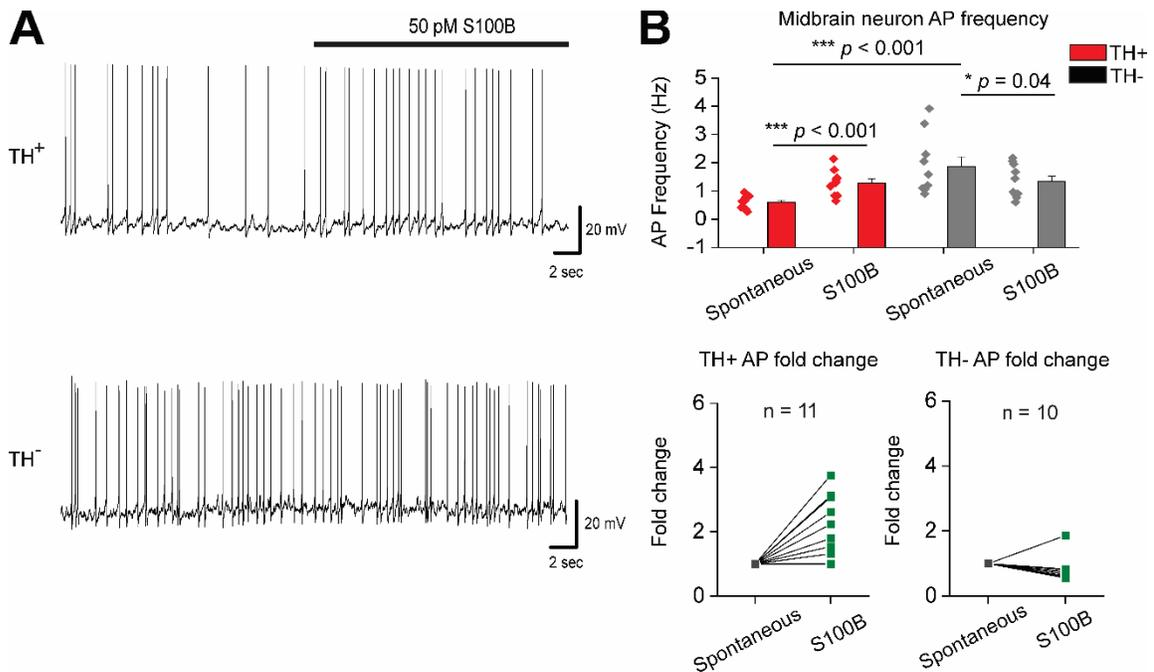 A
50 pM S100B
TH+
20 mV
2 sec
TH-
20 mV
2 sec
B
Midbrain neuron AP frequency
*** p < 0.001
TH+
TH-
* p = 0.04
*** p < 0.001
AP Frequency (Hz)
5
4
3
2
1
0
-1
Spontaneous
S100B
Spontaneous
S100B
TH+ AP fold change
n = 11
Fold change
6
4
2
0
Spontaneous
S100B
TH- AP fold change
n = 10
Fold change
6
4
2
0
Spontaneous
S100B